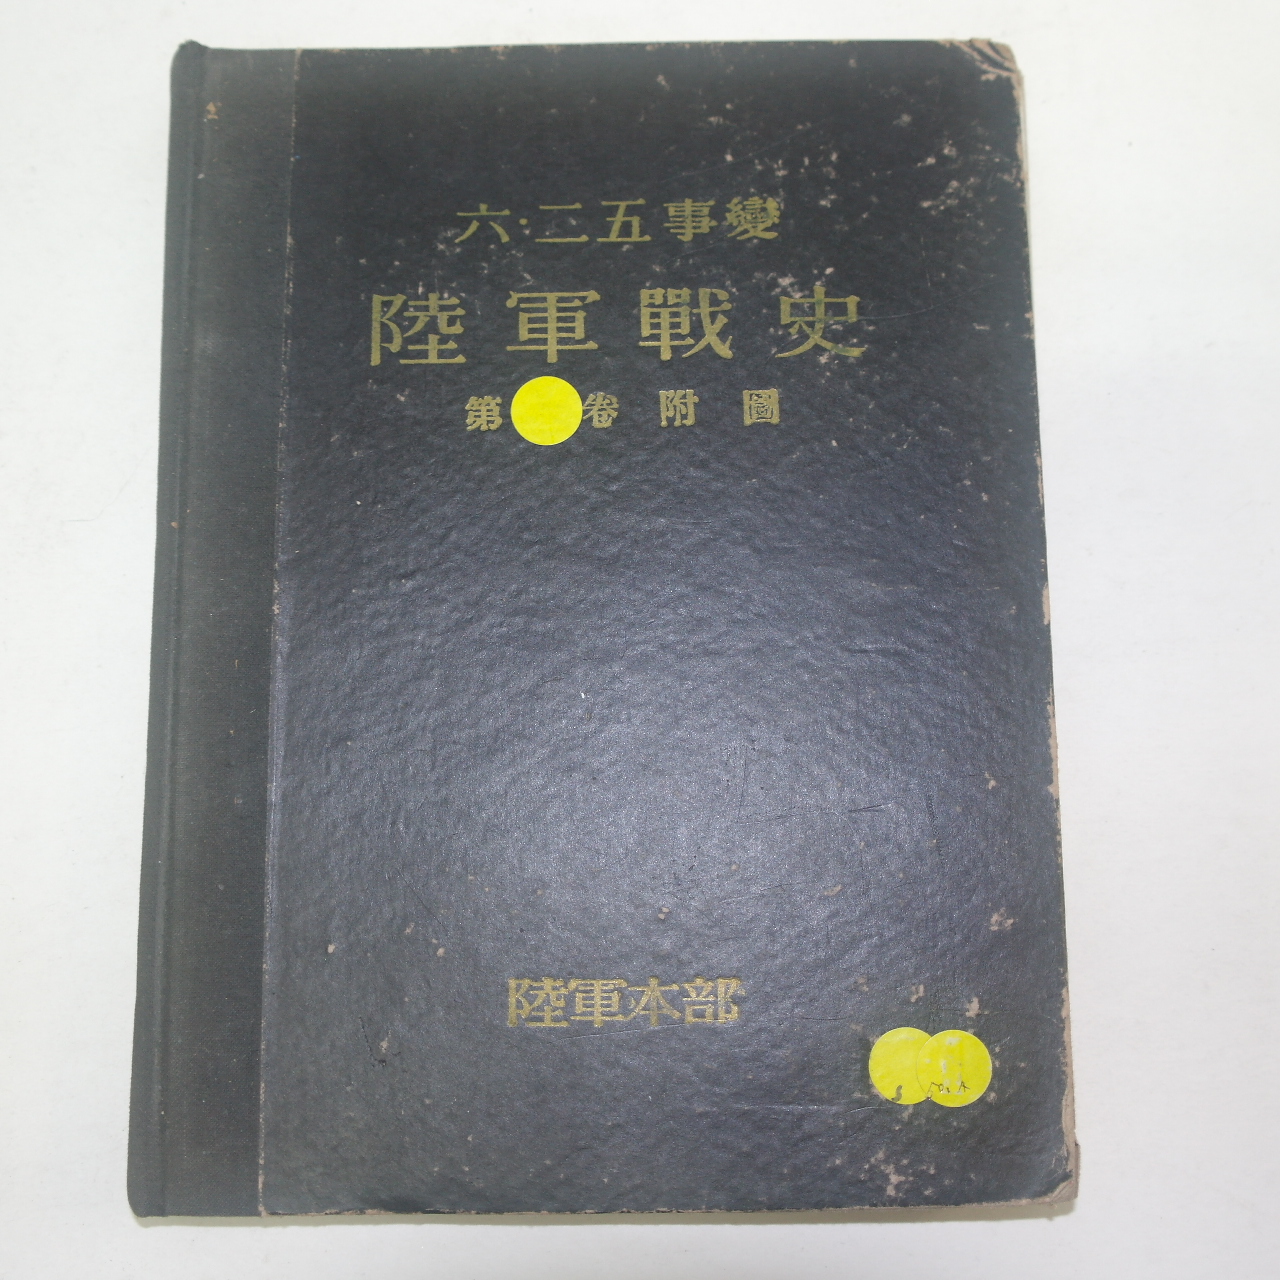 六·二五事變
陸軍戰史
第 卷 附圖
陸軍本部